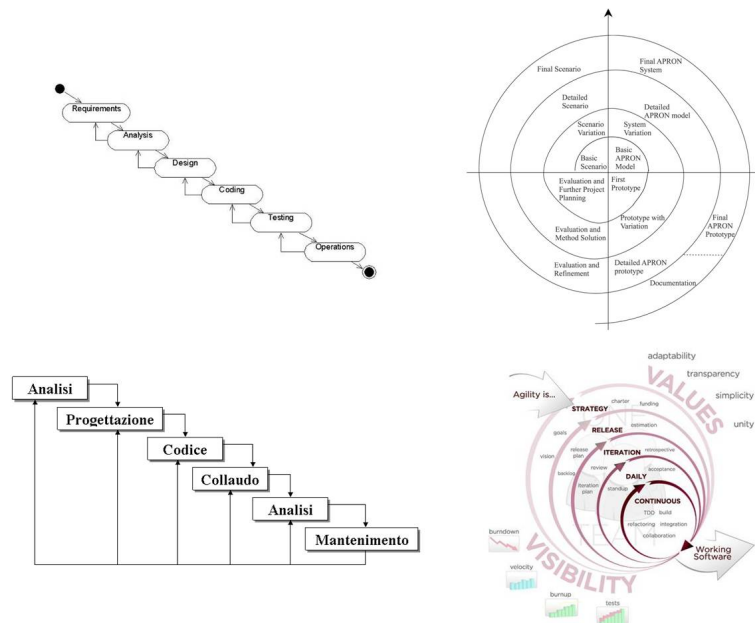 Requirements
Analysis
Design
Coding
Testing
Operations
Final Scenario
Final APRON
System
Detailed
Scenario
Detailed
APRON model
Scenario
Variation
System
Variation
Basic
Scenario
Basic
APRON
Model
Evaluation and
Further Project
Planning
First
Prototype
Evaluation and
Method Solution
Prototype with
Variation
Final
APRON
Prototype
Evaluation and
Refinement
Detailed APRON
prototype
Documentation
Analisi
Progettazione
Codice
Collaudo
Analisi
Mantenimento
adaptability
transparency
simplicity
unity
VALUES
Agility is...
STRATEGY
charter
funding
RELEASE
estimation
goals
vision
ITERATION
release
plan
retrospective
review
backlog
DAILY
acceptance
iteration
plan
standup
CONTINUOUS
TDD build
refactoring integration
collaboration
Working
Software
VISIBILITY
burndown
velocity
burnup
tests